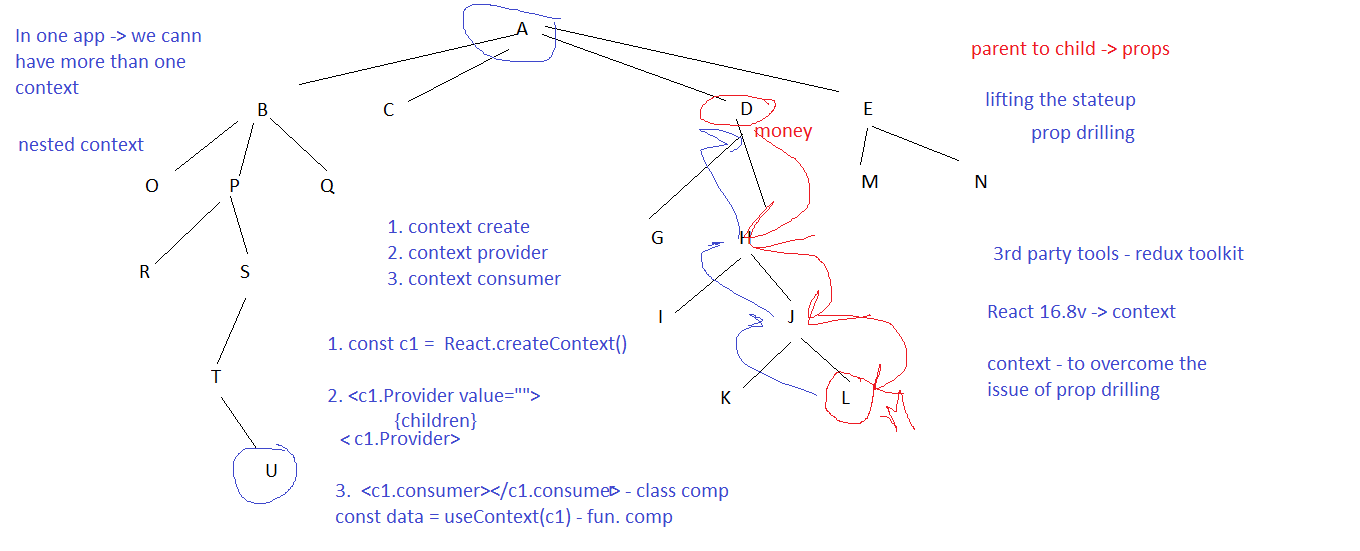 A
In one app -> we cann
have more than one
context
parent to child -> props
B
C
D
E
lifting the stateup
money
prop drilling
nested context
O
P
Q
M
N
1. context create
2. context provider
3. context consumer
G
H
3rd party tools - redux toolkit
R
S
I
J
React 16.8v -> context
1. const c1 = React.createContext()
context - to overcome the
issue of prop drilling
T
K
L
2. <c1.Provider value="">
{children}
< c1.Provider>
U
3. <c1.consumer></c1.consume> - class comp
const data = useContext(c1) - fun. comp